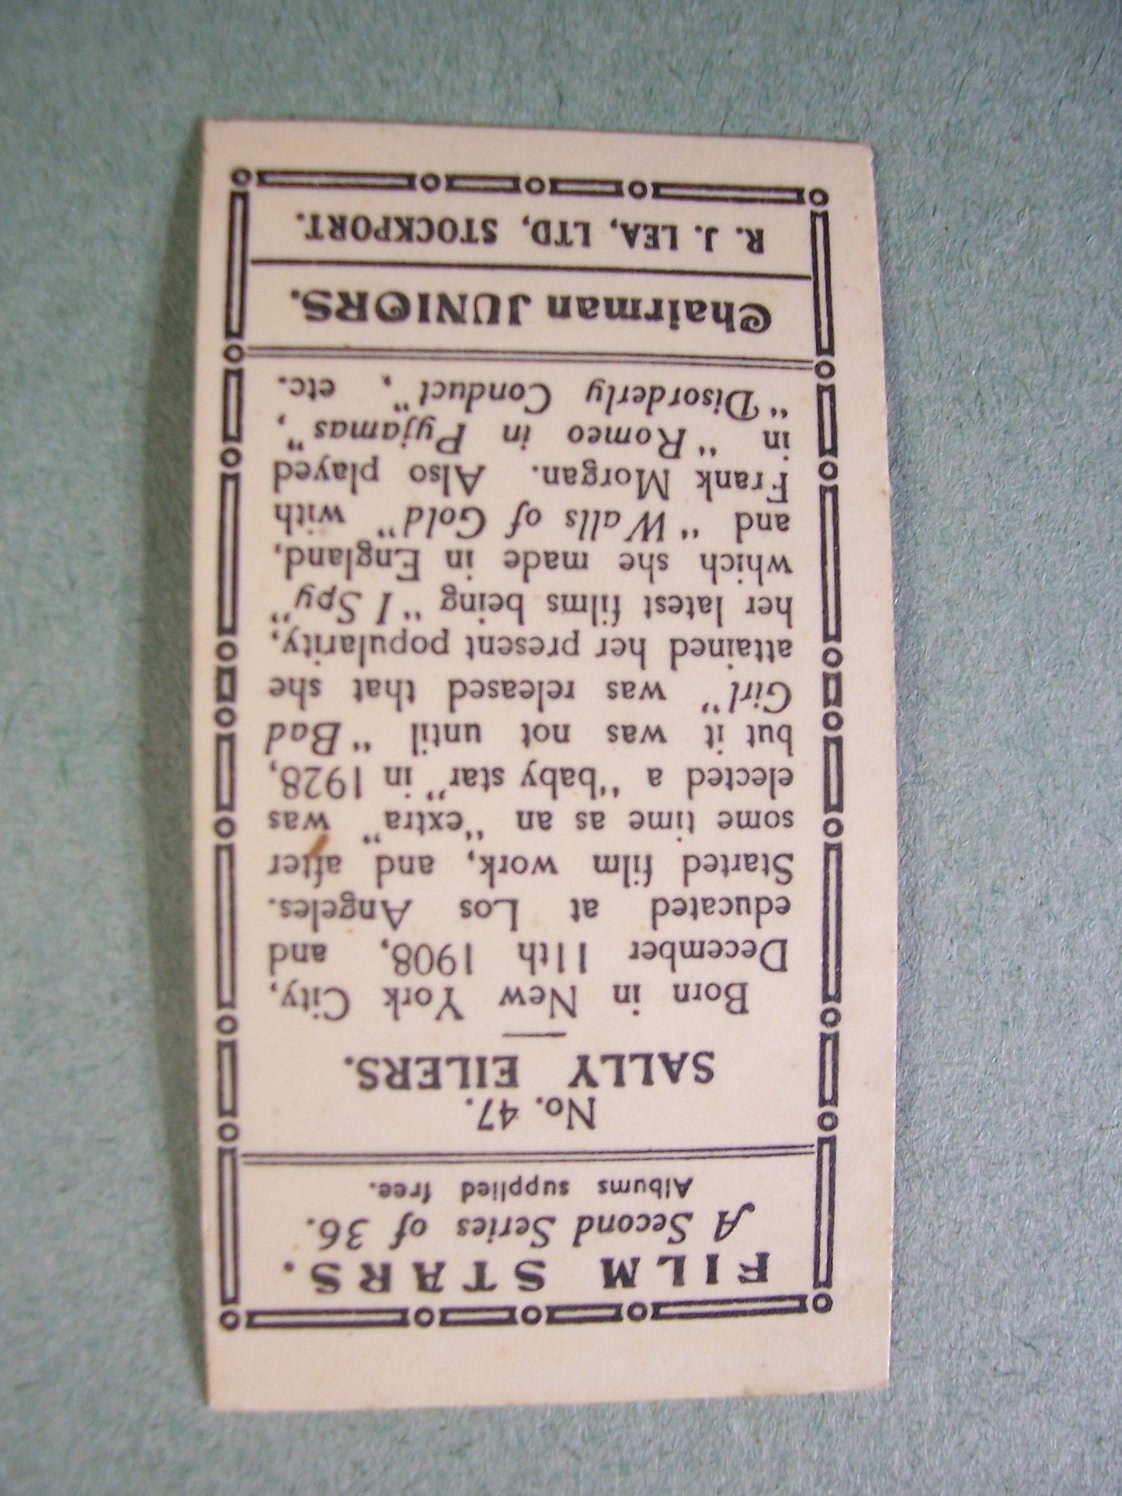 FILM STARS.
A Second Series of 36.
Albums supplied free.
No. 47.
SALLY EILERS.
Born in New York City,
December 11th 1908, and
educated at Los Angeles.
Started film work, and after
some time as an "extra" was
elected a "baby star" in 1928,
but it was not until "Bad
Girl" was released that she
attained her present popularity,
her latest films being "I Spy"
which she made in England,
and "Walls of Gold" with
Frank Morgan. Also played
in "Romeo in Pyjamas",
"Disorderly Conduct", etc.
Chairman JUNIORS.
R. J. LEA, LTD, STOCKPORT.